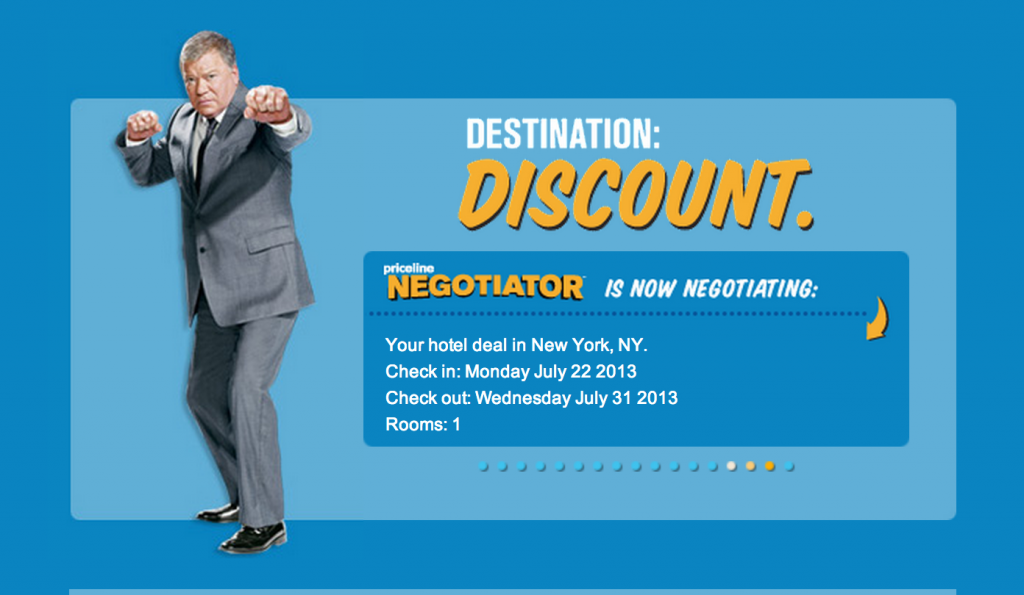 DESTINATION:
DISCOUNT.
priceline
NEGOTIATOR™ IS NOW NEGOTIATING:
Your hotel deal in New York, NY.
Check in: Monday July 22 2013
Check out: Wednesday July 31 2013
Rooms: 1